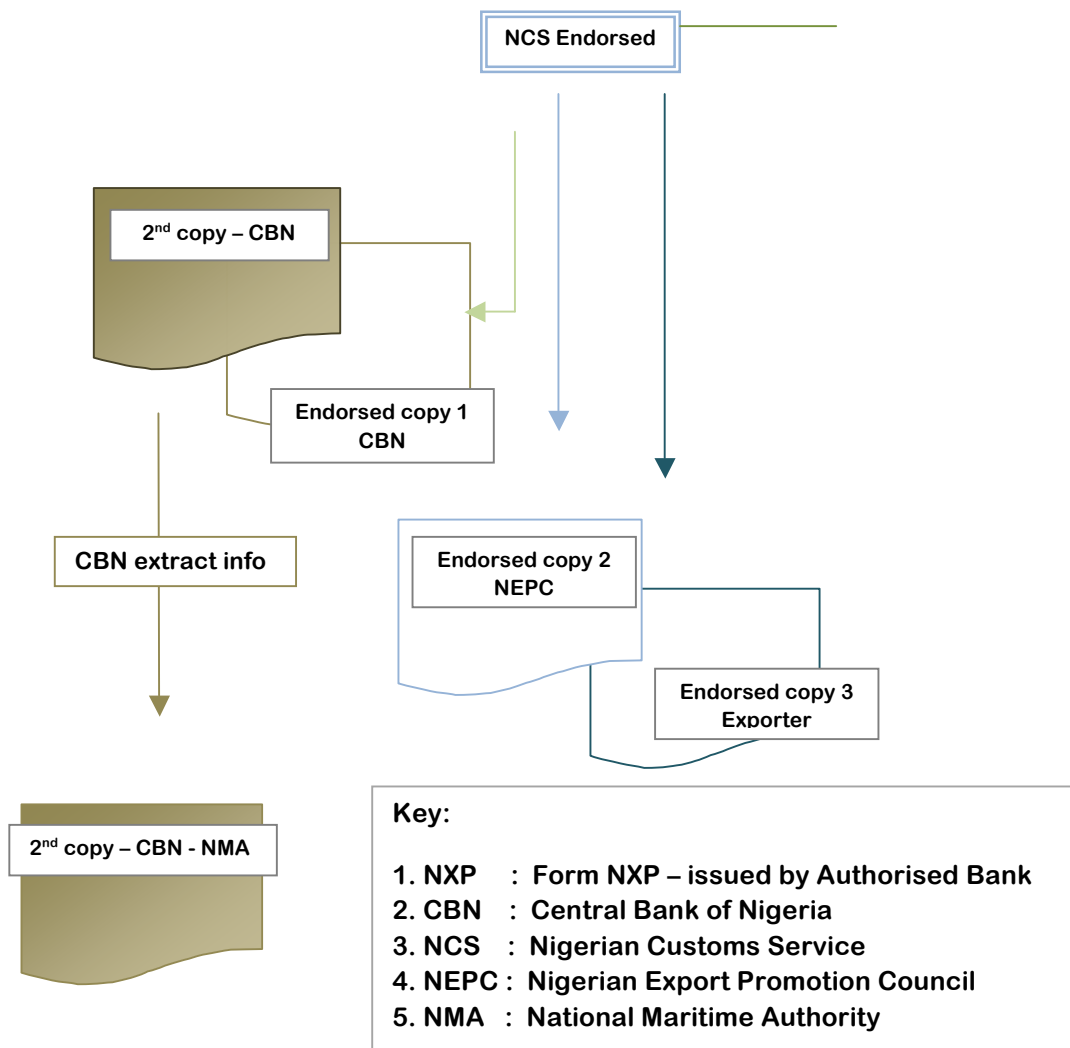 NCS Endorsed
2nd copy – CBN
Endorsed copy 1
CBN
CBN extract info
Endorsed copy 2
NEPC
Endorsed copy 3
Exporter
2nd copy – CBN - NMA
Key:
1. NXP : Form NXP – issued by Authorised Bank
2. CBN : Central Bank of Nigeria
3. NCS : Nigerian Customs Service
4. NEPC : Nigerian Export Promotion Council
5. NMA : National Maritime Authority